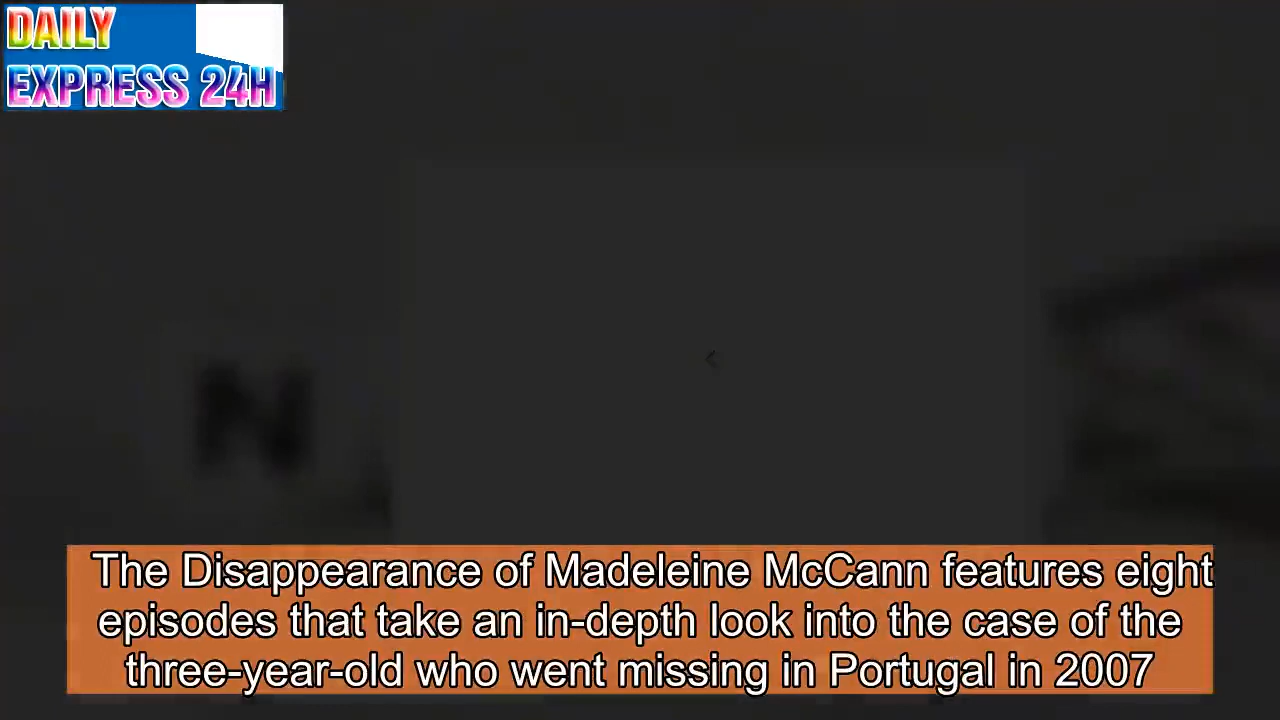 DAILY
EXPRESS 24H
N
The Disappearance of Madeleine McCann features eight
episodes that take an in-depth look into the case of the
three-year-old who went missing in Portugal in 2007